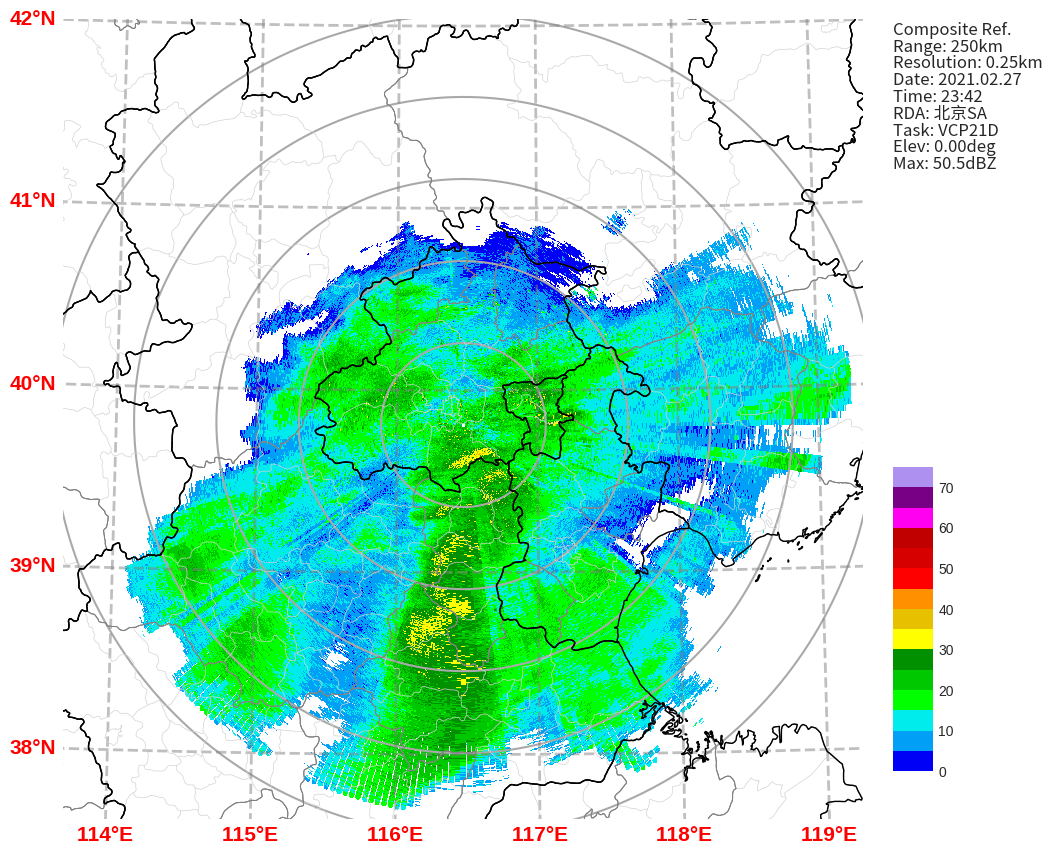 42°N
41°N
40°N
39°N
38°N
114°E 115°E 116°E 117°E 118°E 119°E
Composite Ref.
Range: 250km
Resolution: 0.25km
Date: 2021.02.27
Time: 23:42
RDA: 北京SA
Task: VCP21D
Elev: 0.00deg
Max: 50.5dBZ
70
60
50
40
30
20
10
0